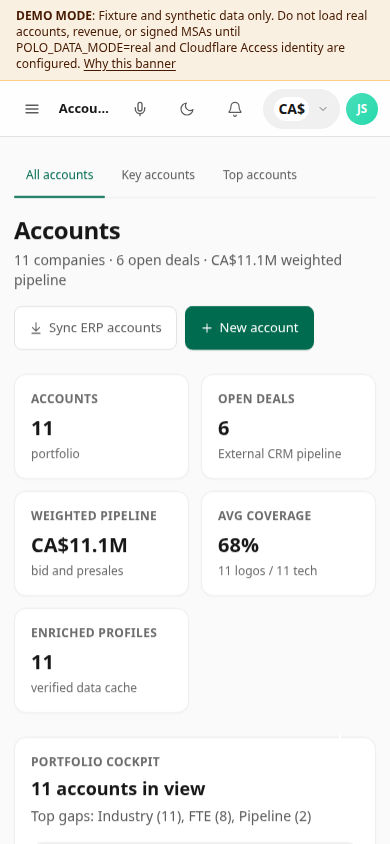 DEMO MODE: Fixture and synthetic data only. Do not load real
accounts, revenue, or signed MSAs until
POLO_DATA_MODE=real and Cloudflare Access identity are
configured. Why this banner
Accou...
CA$
JS
All accounts
Key accounts
Top accounts
Accounts
11 companies · 6 open deals · CA$11.1M weighted
pipeline
Sync ERP accounts
New account
ACCOUNTS
11
portfolio
OPEN DEALS
6
External CRM pipeline
WEIGHTED PIPELINE
CA$11.1M
bid and presales
AVG COVERAGE
68%
11 logos / 11 tech
ENRICHED PROFILES
11
verified data cache
PORTFOLIO COCKPIT
11 accounts in view
Top gaps: Industry (11), FTE (8), Pipeline (2)